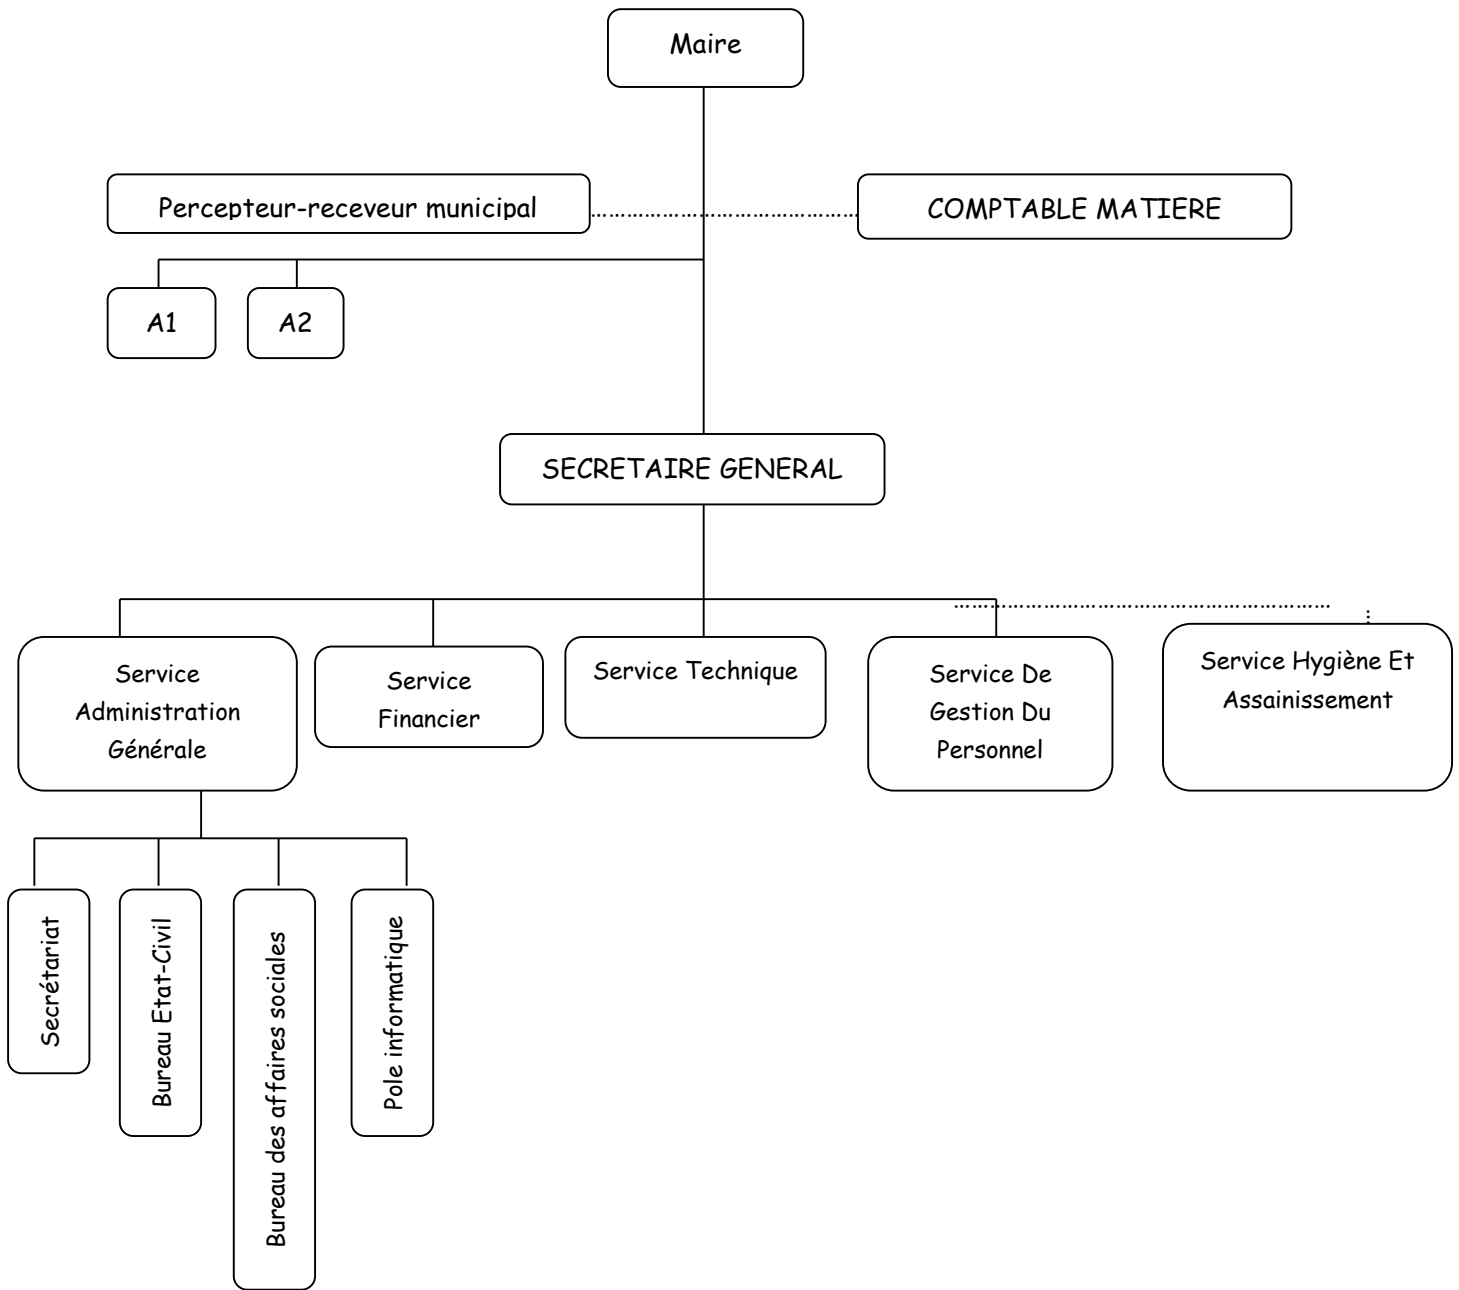 Maire
Percepteur-receveur municipal
COMPTABLE MATIERE
A1
A2
SECRETAIRE GENERAL
Service
Administration
Générale
Service
Financier
Service Technique
Service De
Gestion Du
Personnel
Service Hygiène Et
Assainissement
Secrétariat
Bureau Etat-Civil
Bureau des affaires sociales
Pole informatique